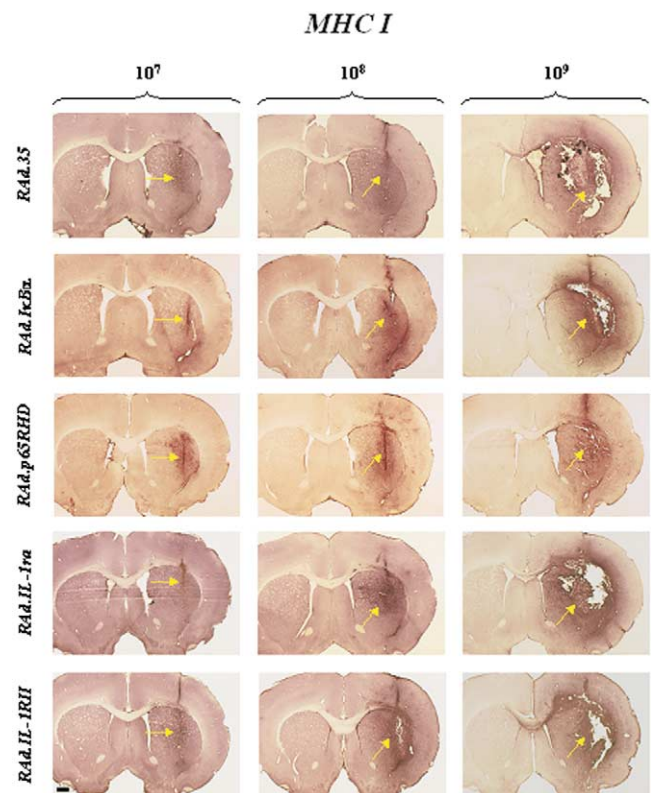 MHC I
10⁷ 10⁸ 10⁹
RAd.35
RAd.IκBα
RAd.p65RHD
RAd.IL-1ra
RAd.IL-1RII